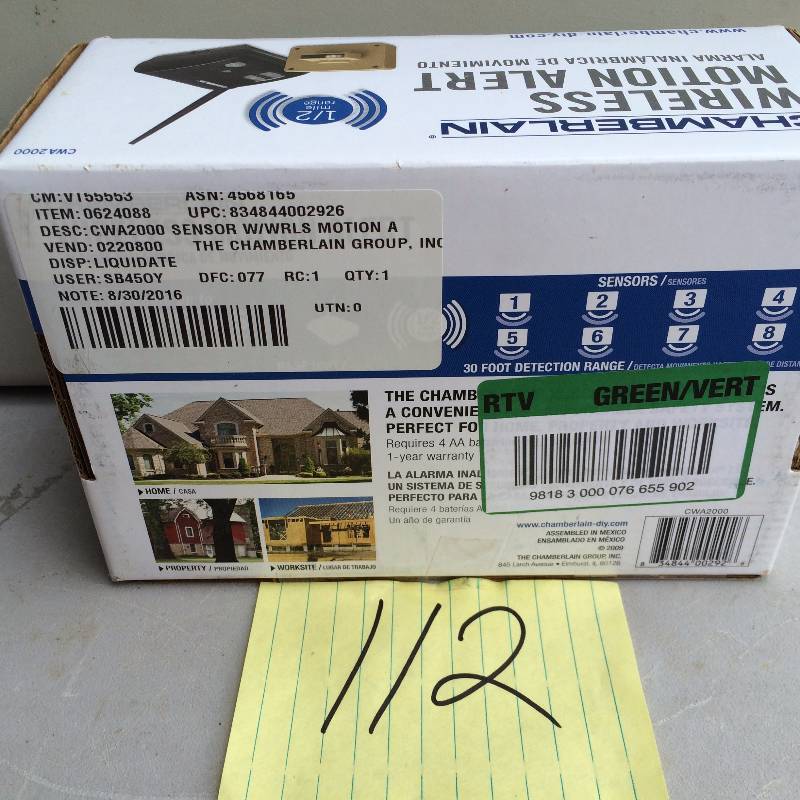 www.chamberlain-diy.com
ALARMA INALÁMBRICA DE MOVIMIENTO
MOTION ALERT
WIRELESS
CHAMBERLAIN®
1/2
mile
range
CWA2000
CM:V155553 ASN:4568165
ITEM:0624088 UPC:834844002926
DESC:CWA2000 SENSOR W/WRLS MOTION A
VEND:0220800 THE CHAMBERLAIN GROUP, INC
DISP:LIQUIDATE
USER:SB45OY DFC:077 RC:1 QTY:1
NOTE:8/30/2016
UTN:0
SENSORS / SENSORES
1 2 3 4
5 6 7 8
30 FOOT DETECTION RANGE / DETECTA
THE CHAMB
A CONVENIE
PERFECT FO
Requires 4 AA ba
1-year warranty
LA ALARMA INAL
UN SISTEMA DE S
PERFECTO PARA
Requiere 4 baterías A
Un año de garantía
RTV GREEN/VERT
9818 3 000 076 655 902
HOME / CASA
PROPERTY / PROPIEDAD
WORKSITE / LUGAR DE TRABAJO
www.chamberlain-diy.com
ASSEMBLED IN MEXICO
ENSAMBLADO EN MÉXICO
© 2009
THE CHAMBERLAIN GROUP, INC.
845 Larch Avenue • Elmhurst, IL 60126
CWA2000
8 34844 00292 6
112